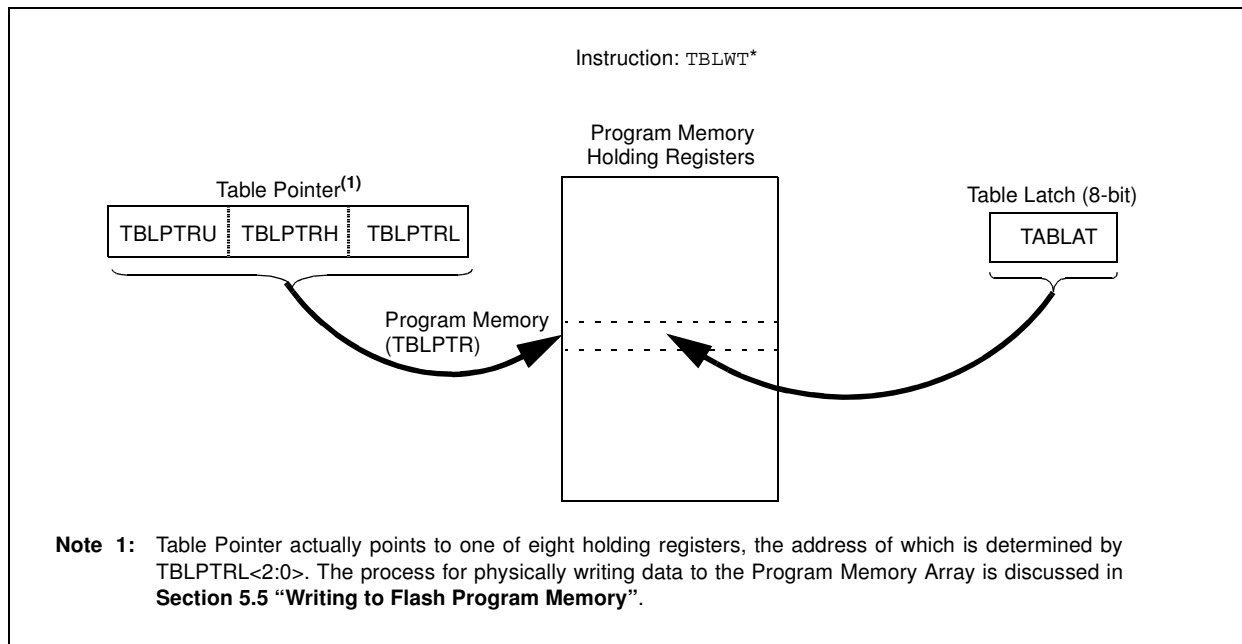 Instruction: TBLWT*
Program Memory
Holding Registers
Table Pointer(1)
Table Latch (8-bit)
TBLPTRU TBLPTRH TBLPTRL
TABLAT
Program Memory
(TBLPTR)
Note 1: Table Pointer actually points to one of eight holding registers, the address of which is determined by
TBLPTRL<2:0>. The process for physically writing data to the Program Memory Array is discussed in
Section 5.5 “Writing to Flash Program Memory”.